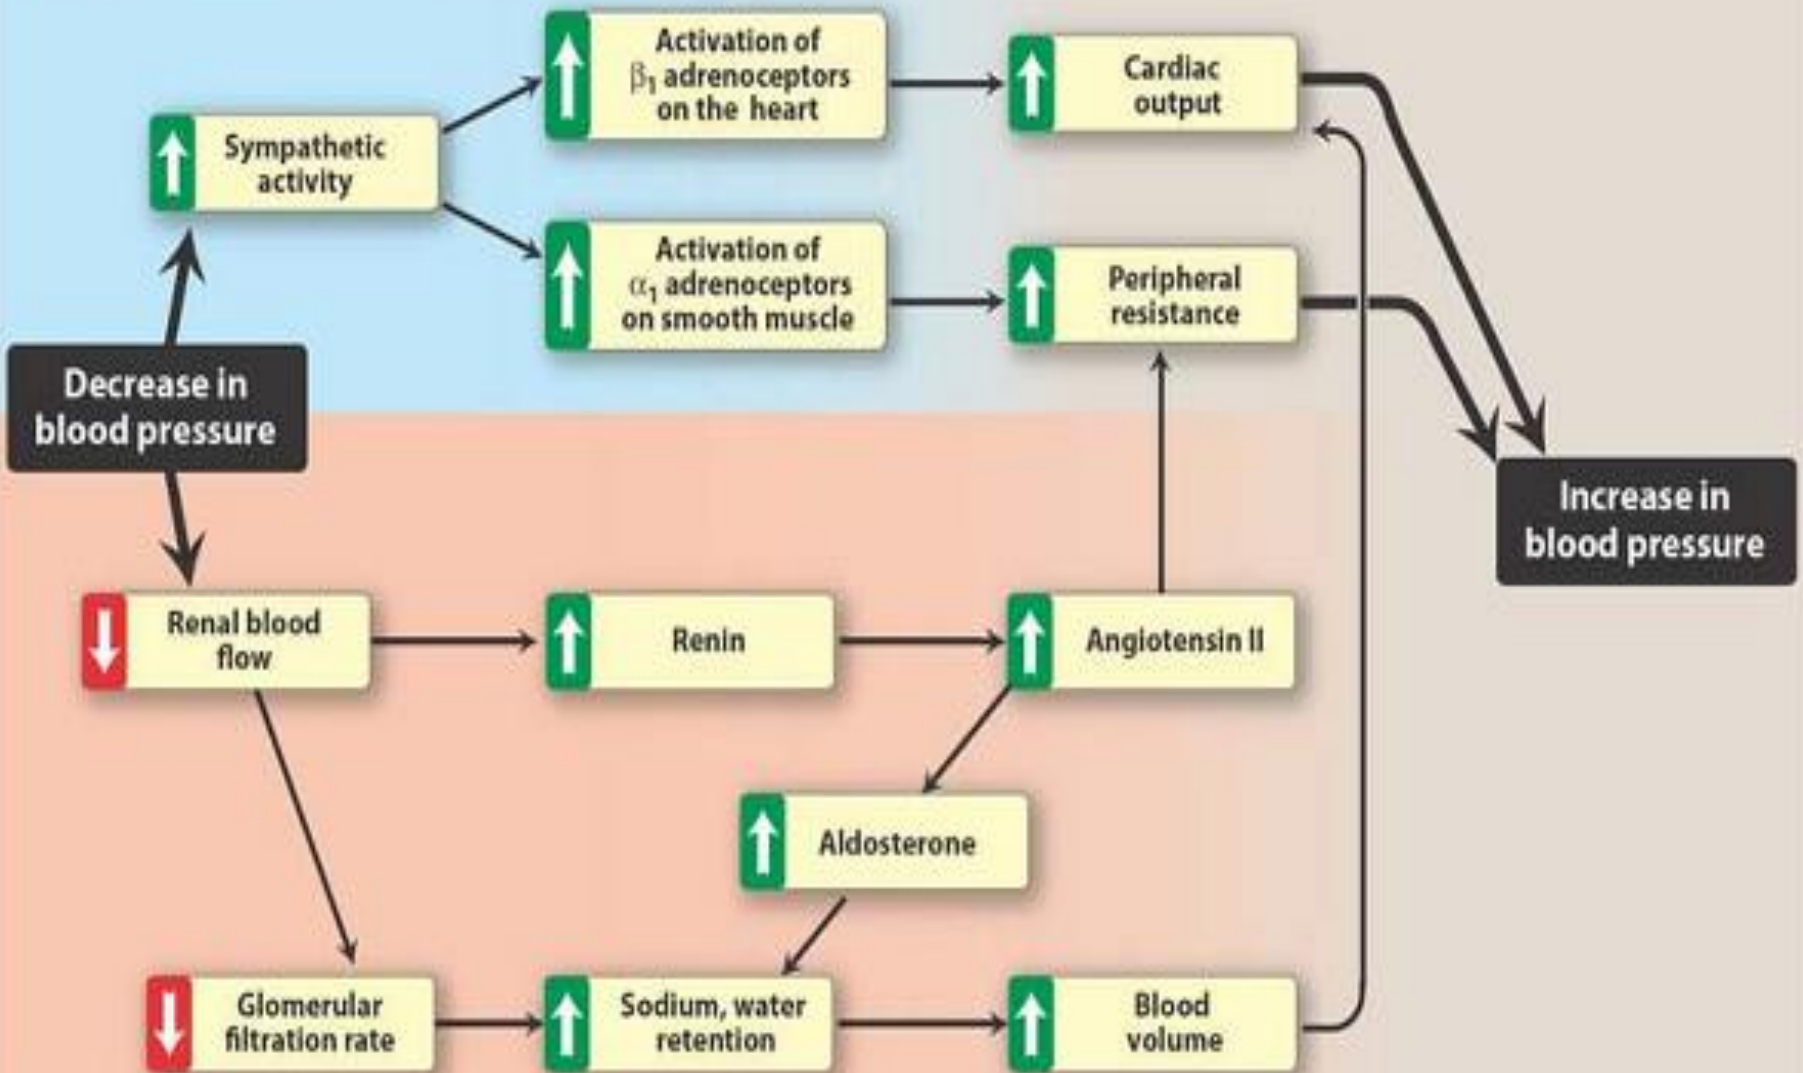 Activation of
β1 adrenoceptors
on the heart
Cardiac
output
Sympathetic
activity
Activation of
α1 adrenoceptors
on smooth muscle
Peripheral
resistance
Decrease in
blood pressure
Increase in
blood pressure
Renal blood
flow
Renin
Angiotensin II
Aldosterone
Glomerular
filtration rate
Sodium, water
retention
Blood
volume